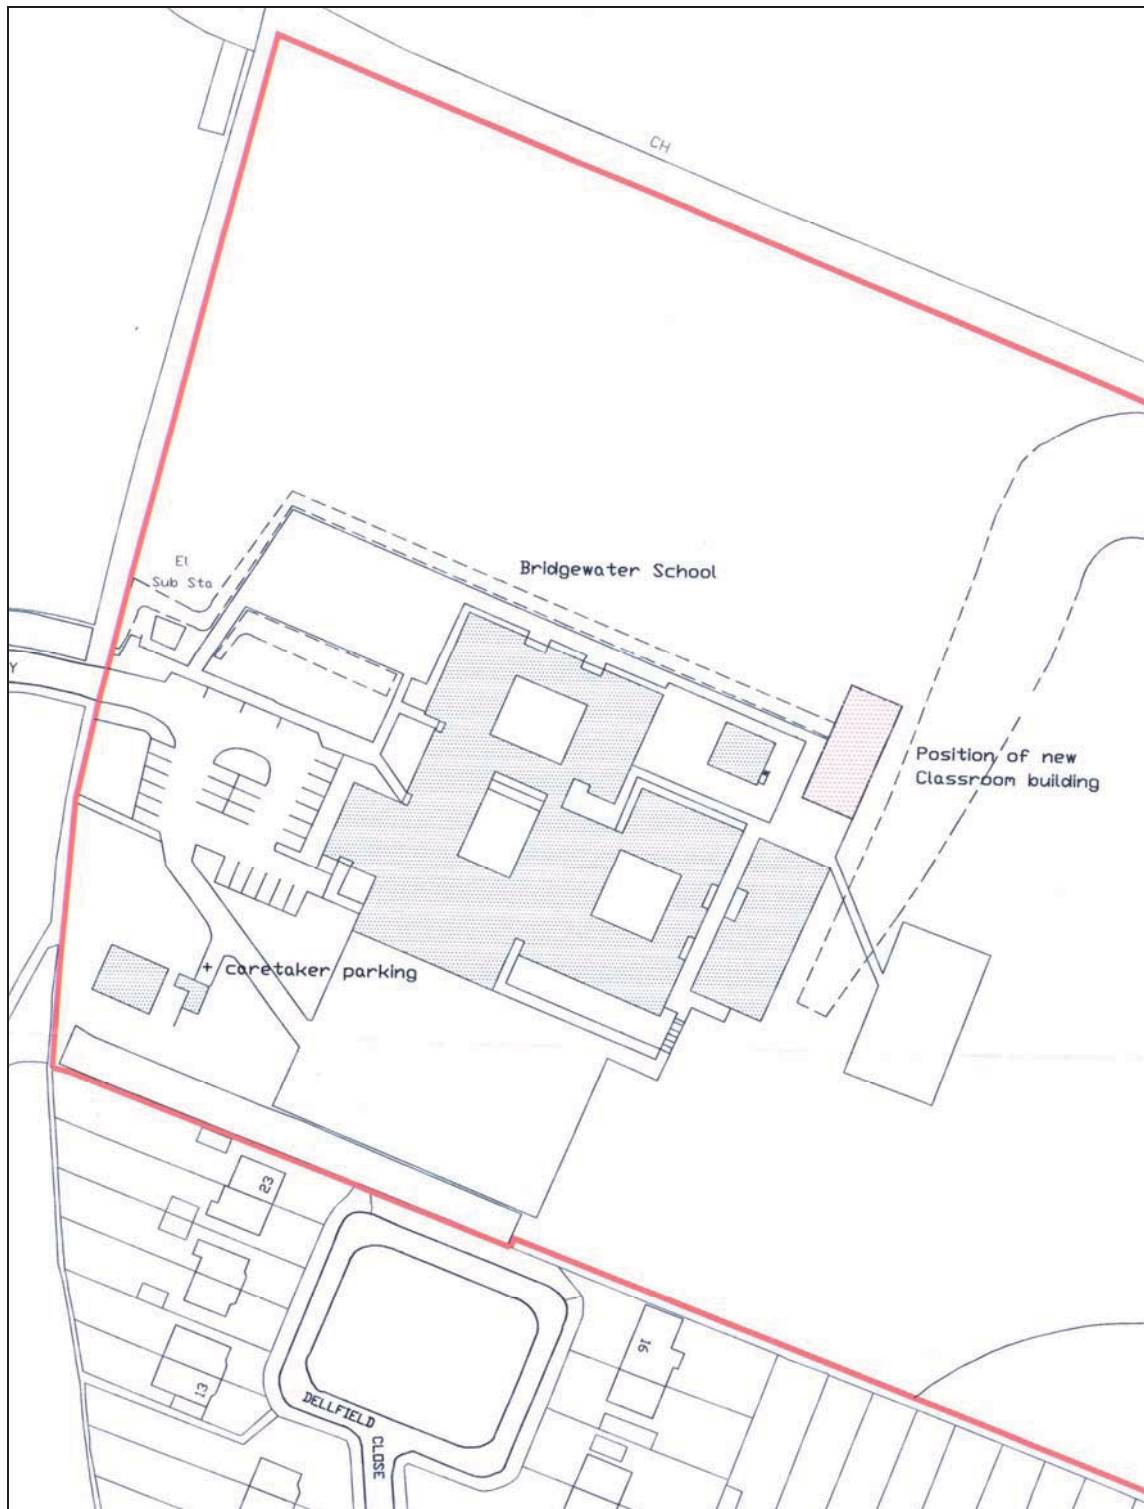 CH
El
Sub Sta
Bridgewater School
Y
Position of new
Classroom building
+ caretaker parking
23
16
13
DELLFIELD
CLOSE